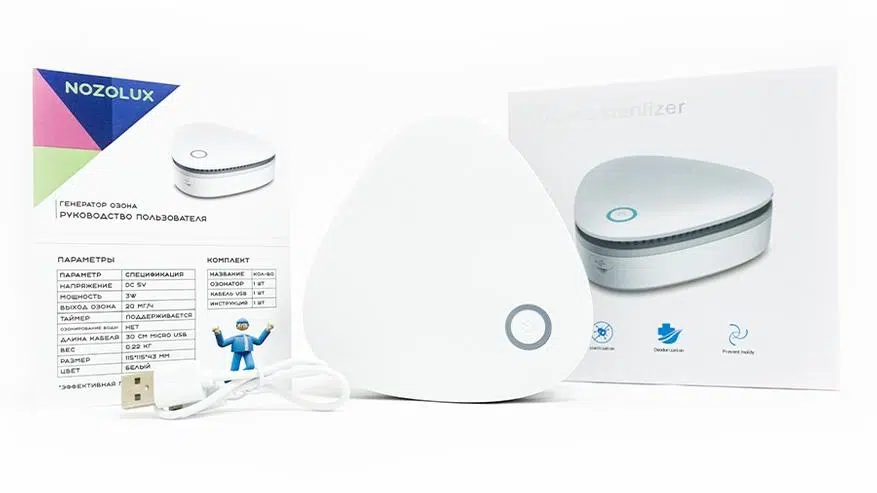 NOZOLUX
ГЕНЕРАТОР ОЗОНА
РУКОВОДСТВО ПОЛЬЗОВАТЕЛЯ
ПАРАМЕТРЫ
ПАРАМЕТР СПЕЦИФИКАЦИЯ
НАПРЯЖЕНИЕ DC 5V
МОЩНОСТЬ 3W
ВЫХОД ОЗОНА 20 МГ/Ч
ТАЙМЕР ПОДДЕРЖИВАЕТСЯ
ОЗОНИРОВАНИЕ ВОДЫ НЕТ
ДЛИНА КАБЕЛЯ 30 СМ MICRO USB
ВЕС 0.22 КГ
РАЗМЕР 115*115*43 ММ
ЦВЕТ БЕЛЫЙ
*ЭФФЕКТИВНАЯ
КОМПЛЕКТ
НАЗВАНИЕ КОЛ-ВО
ОЗОНАТОР 1 ШТ
КАБЕЛЬ USB 1 ШТ
ИНСТРУКЦИЯ 1 ШТ
Deodorization
Prevent moldy